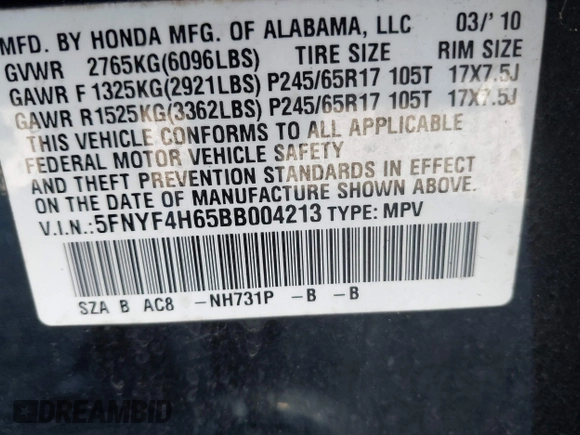 MFD. BY HONDA MFG. OF ALABAMA, LLC 03/'10
GVWR 2765KG(6096LBS) TIRE SIZE RIM SIZE
GAWR F1325KG(2921LBS) P245/65R17 105T 17X7.5J
GAWR R1525KG(3362LBS) P245/65R17 105T 17X7.5J
THIS VEHICLE CONFORMS TO ALL APPLICABLE
FEDERAL MOTOR VEHICLE SAFETY
AND THEFT PREVENTION STANDARDS IN EFFECT
ON THE DATE OF MANUFACTURE SHOWN ABOVE.
V.I.N.:5FNYF4H65BB004213 TYPE: MPV
SZA B AC8 -NH731P -B -B
DREAMBID